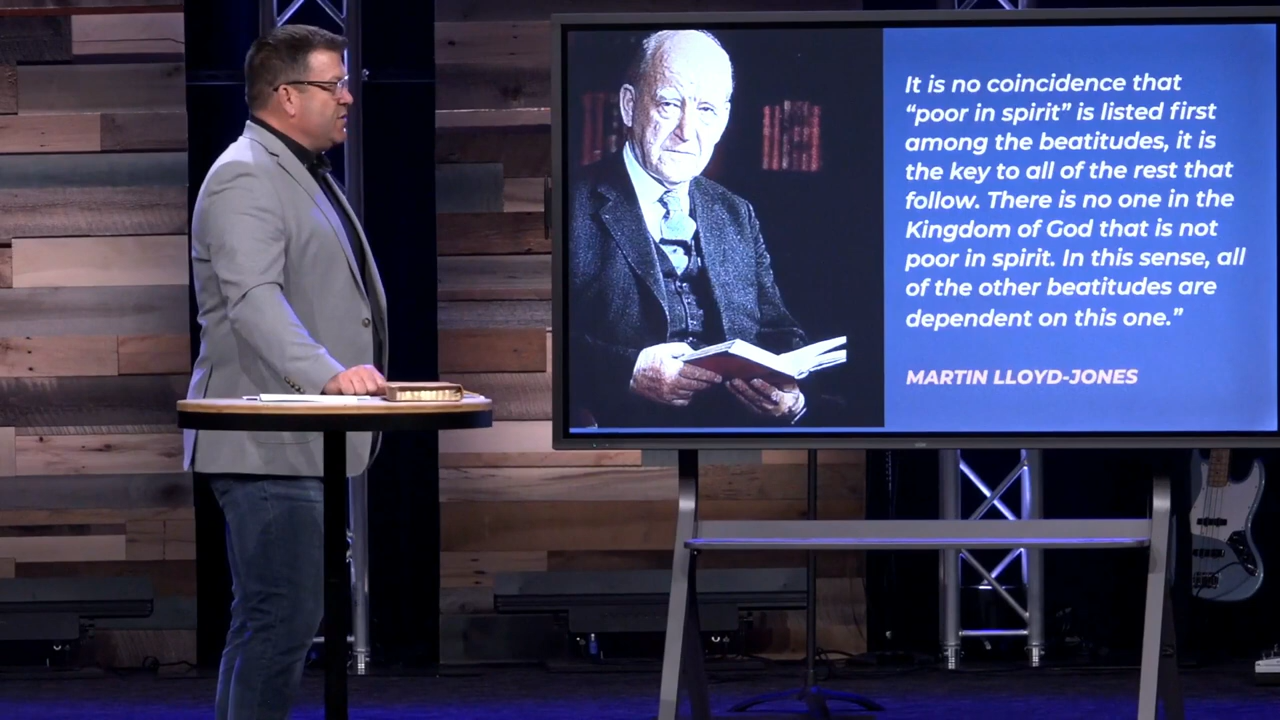 It is no coincidence that
“poor in spirit” is listed first
among the beatitudes, it is
the key to all of the rest that
follow. There is no one in the
Kingdom of God that is not
poor in spirit. In this sense, all
of the other beatitudes are
dependent on this one.”
MARTIN LLOYD-JONES